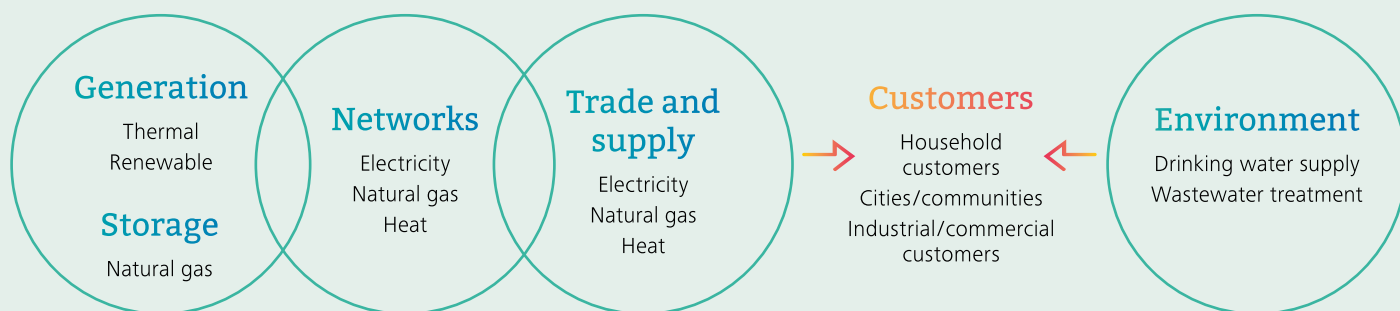 Generation
Thermal
Renewable
Storage
Natural gas
Networks
Electricity
Natural gas
Heat
Trade and
supply
Electricity
Natural gas
Heat
Customers
Household
customers
Cities/communities
Industrial/commercial
customers
Environment
Drinking water supply
Wastewater treatment